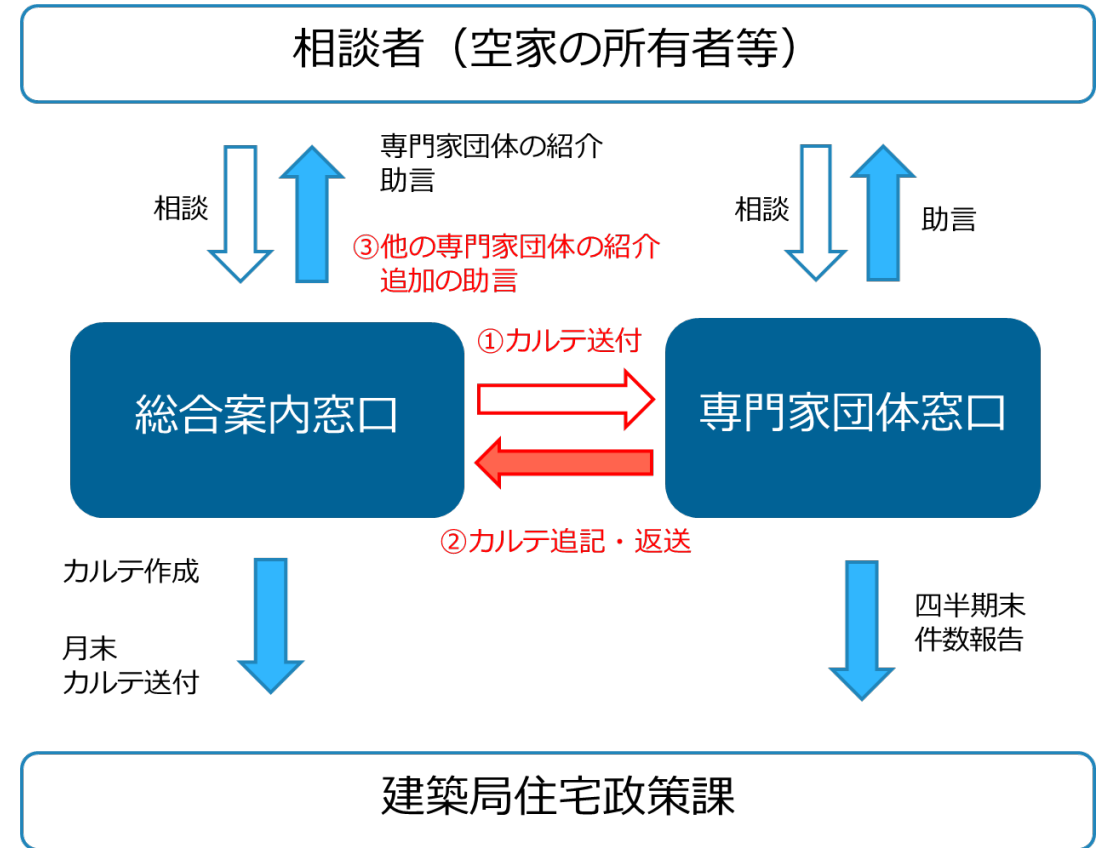 相談者（空家の所有者等）
相談
専門家団体の紹介
助言
③他の専門家団体の紹介
追加の助言
相談
助言
①カルテ送付
総合案内窓口
専門家団体窓口
②カルテ追記・返送
カルテ作成
月末
カルテ送付
四半期末
件数報告
建築局住宅政策課